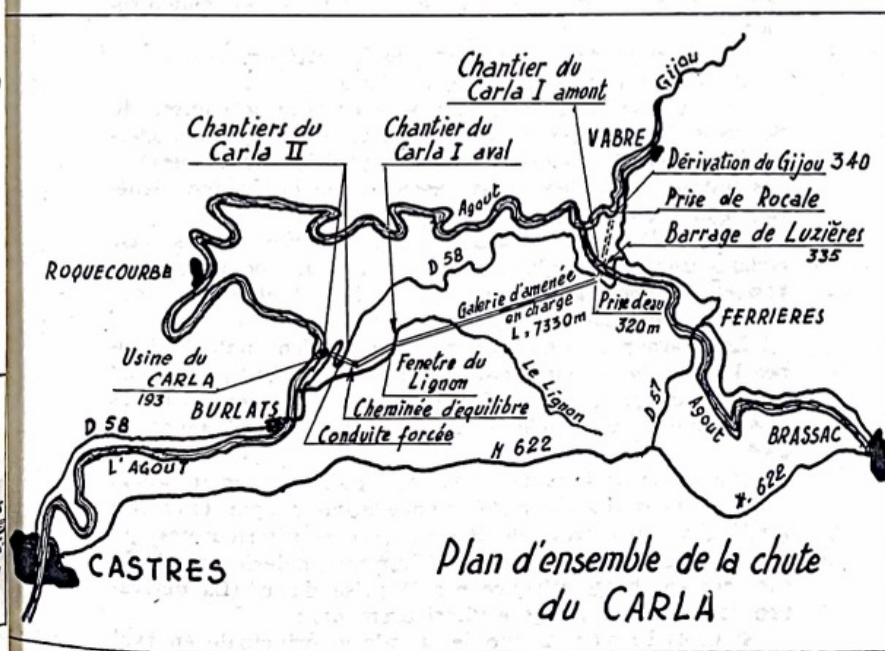 Chantier du
Carla I amont
Gijou
Chantiers du
Carla II
Chantier du
Carla I aval
VABRE
Dérivation du Gijou 340
Prise de Rocale
Barrage de Luzières
335
Agout
D 58
ROQUECOURBE
Galerie d'amenée
en charge
L, 7330m
Prise d'eau
320m
FERRIERES
Usine du
CARLA
193
Fenetre du
Lignon
Le Lignon
D 67
BURLATS
Cheminée d'equilibre
Conduite forcée
Agout
BRASSAC
D 58
L'AGOUT
N 622
N. 622
CASTRES
Plan d'ensemble de la chute
du CARLA